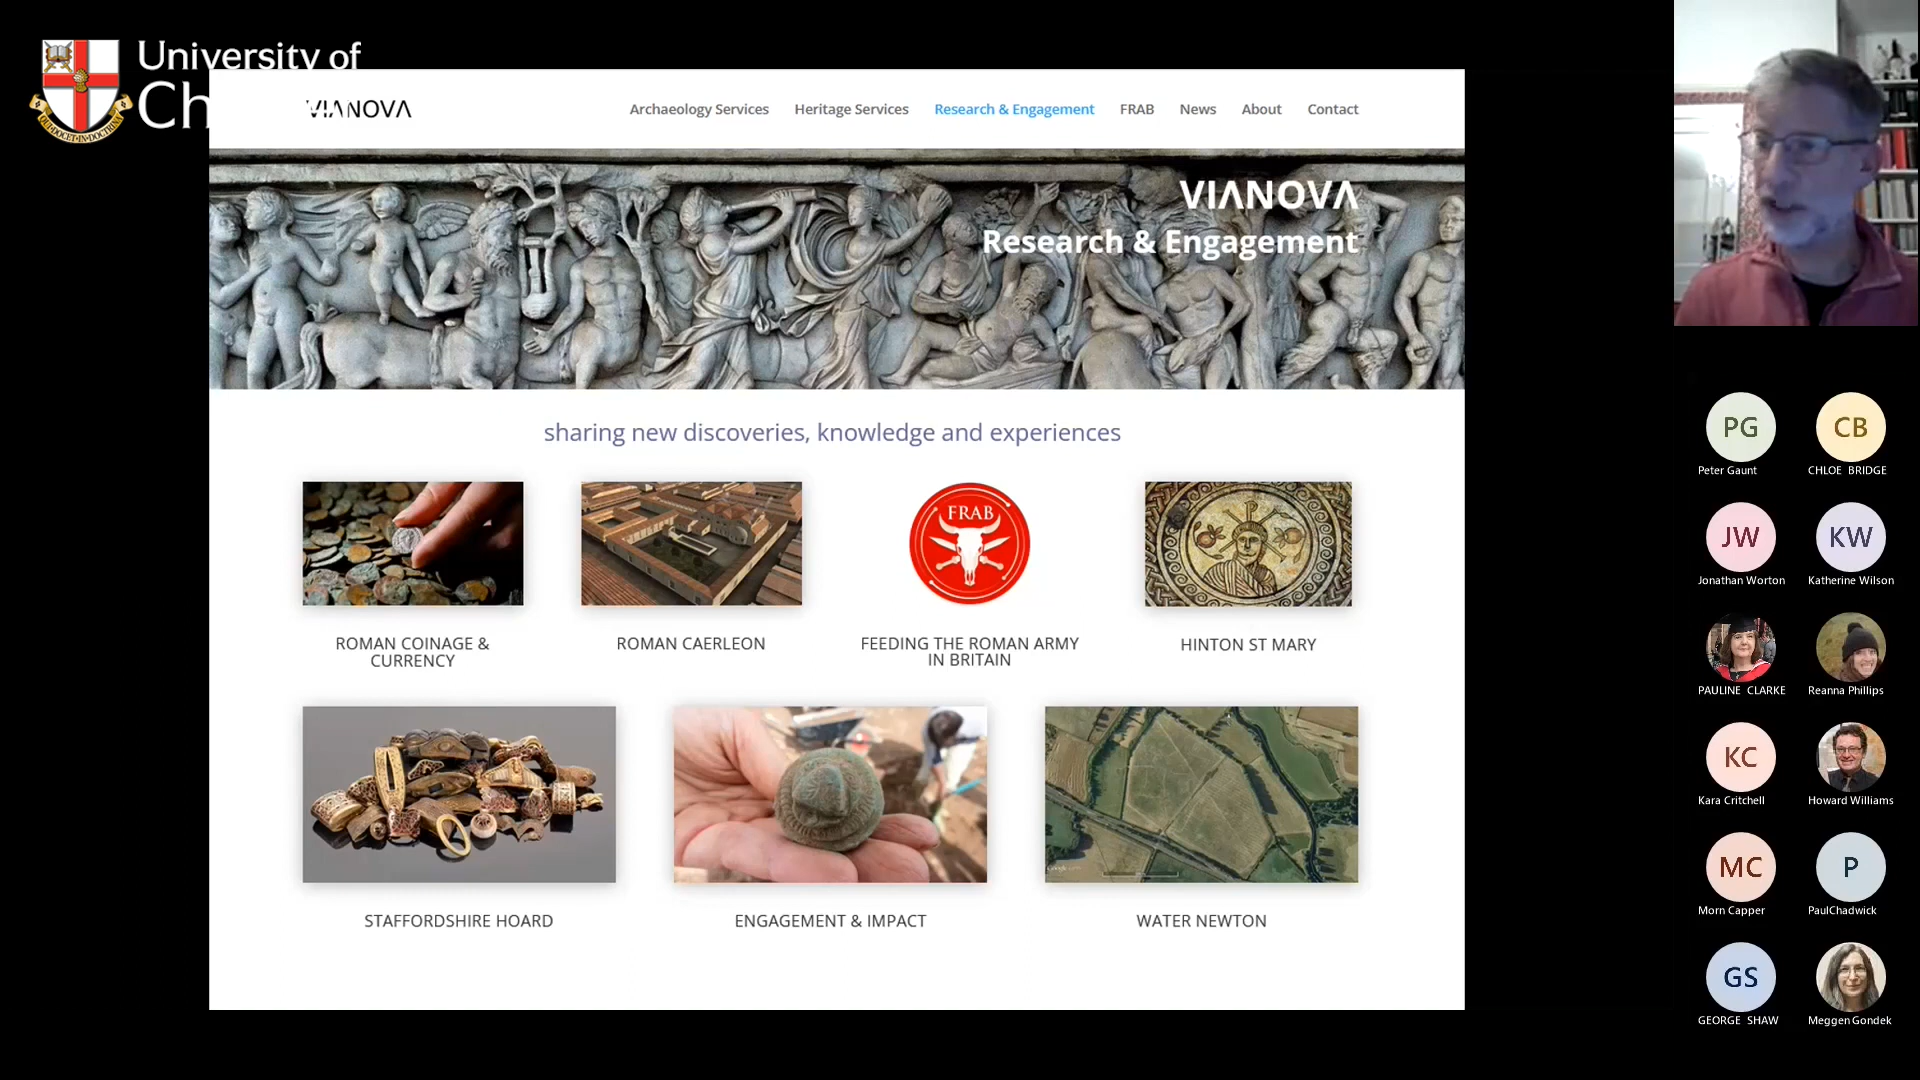 University of
Ch
VIANOVA
Archaeology Services
Heritage Services
Research & Engagement
FRAB
News
About
Contact
VIANOVA
Research & Engagement
sharing new discoveries, knowledge and experiences
FRAB
ROMAN COINAGE &
CURRENCY
ROMAN CAERLEON
FEEDING THE ROMAN ARMY
IN BRITAIN
HINTON ST MARY
STAFFORDSHIRE HOARD
ENGAGEMENT & IMPACT
WATER NEWTON
PG
Peter Gaunt
CB
CHLOE BRIDGE
JW
Jonathan Worton
KW
Katherine Wilson
PAULINE CLARKE
Reanna Phillips
KC
Kara Critchell
Howard Williams
MC
Morn Capper
P
PaulChadwick
GS
GEORGE SHAW
Meggen Gondek